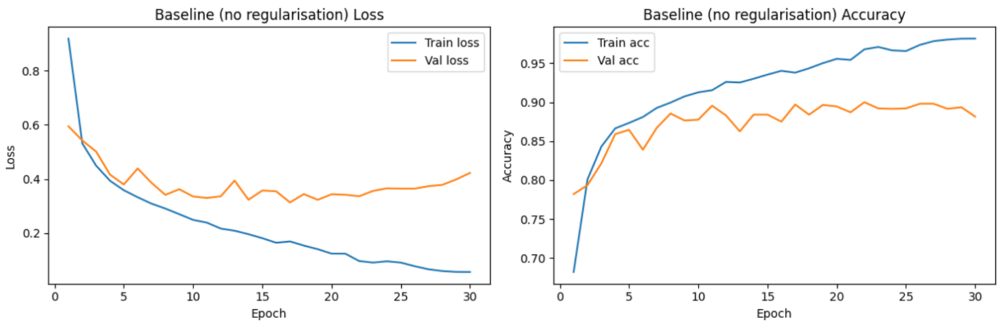 Baseline (no regularisation) Loss
Train loss
Val loss
0.8
0.6
0.4
0.2
Loss
0 5 10 15 20 25 30
Epoch
Baseline (no regularisation) Accuracy
Train acc
Val acc
0.95
0.90
0.85
0.80
0.75
0.70
Accuracy
0 5 10 15 20 25 30
Epoch